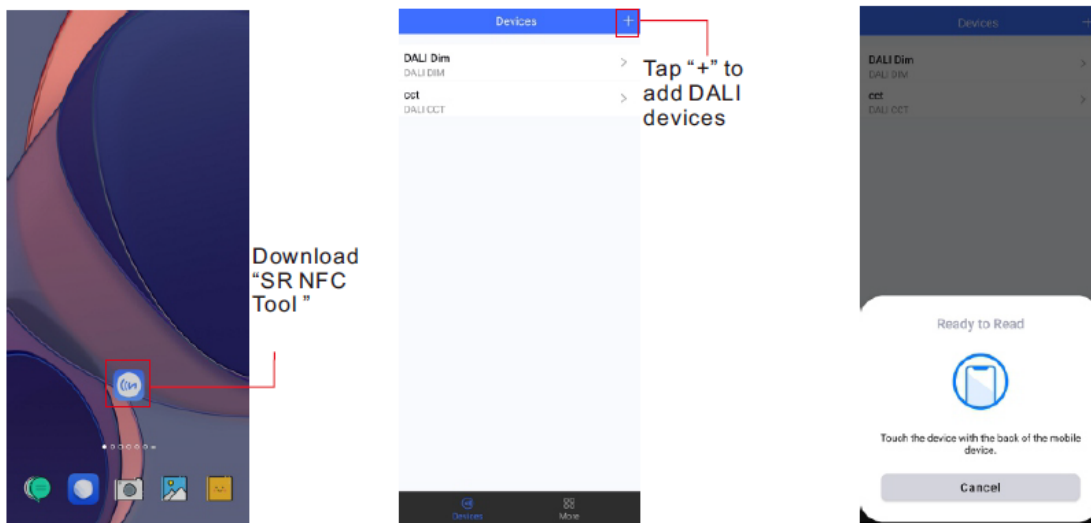 Download
“SR NFC
Tool ”
Devices +
DALI Dim
DALI DIM
cct
DALI CCT
Devices
More
Tap “+” to
add DALI
devices
Devices +
DALI Dim
DALI DIM
cct
DALI CCT
Ready to Read
Touch the device with the back of the mobile
device.
Cancel